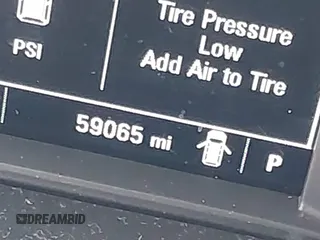 Tire Pressure
Low
Add Air to Tire
PSI
59065 mi
P
DREAMBID